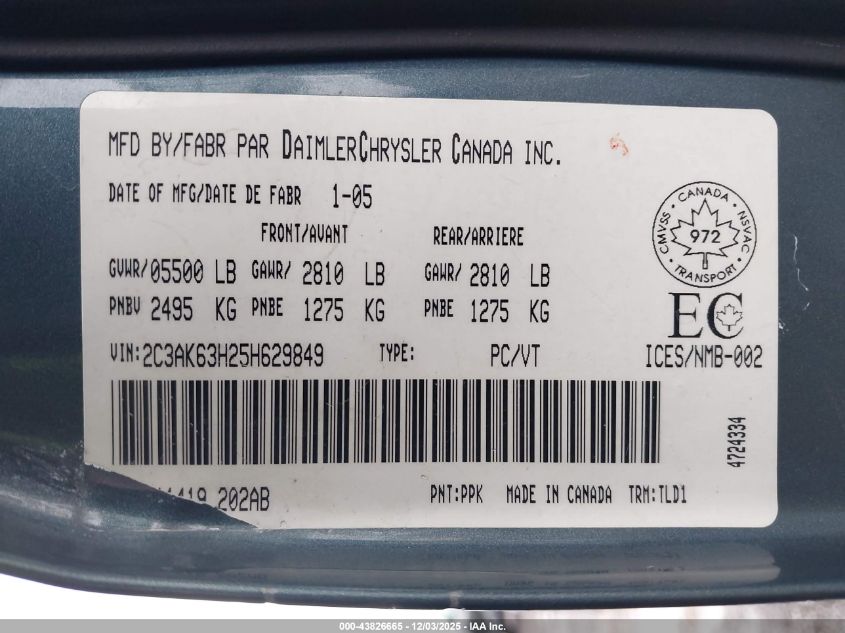 MFD BY/FABR PAR DAIMLERCHRYSLER CANADA INC.
DATE OF MFG/DATE DE FABR 1-05
FRONT/AVANT REAR/ARRIERE
GVWR/05500 LB GAWR/ 2810 LB GAWR/ 2810 LB
PNBV 2495 KG PNBE 1275 KG PNBE 1275 KG
VIN:2C3AK63H25H629849 TYPE: PC/VT
CMVSS · CANADA · NSVAC
972
TRANSPORT
EC
ICES/NMB-002
4724334
202AB PNT:PPK MADE IN CANADA TRM:TLD1
000-43826665 - 12/03/2025 - IAA Inc.